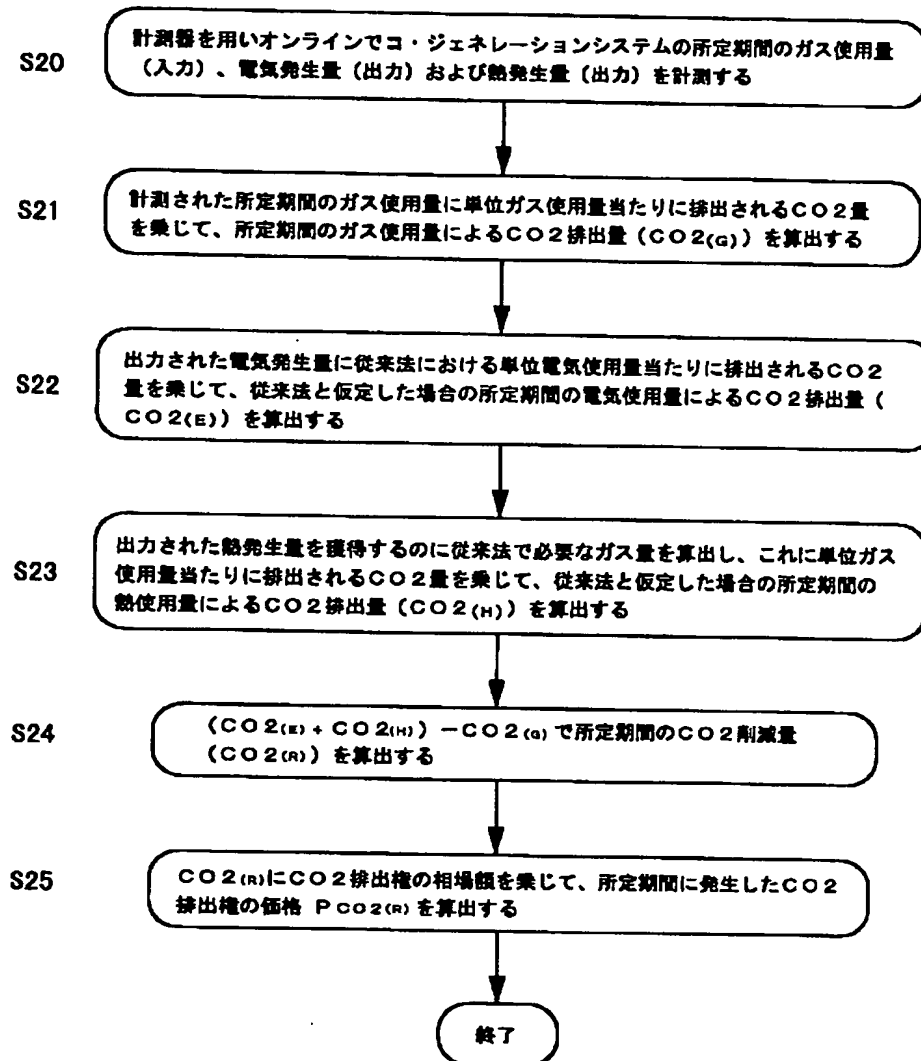 S20
計測器を用いオンラインでコ・ジェネレーションシステムの所定期間のガス使用量
（入力）、電気発生量（出力）および熱発生量（出力）を計測する
S21
計測された所定期間のガス使用量に単位ガス使用量当たりに排出されるCO2量
を乗じて、所定期間のガス使用量によるCO2排出量（CO2(G)）を算出する
S22
出力された電気発生量に従来法における単位電気使用量当たりに排出されるCO2
量を乗じて、従来法と仮定した場合の所定期間の電気使用量によるCO2排出量（
CO2(E)）を算出する
S23
出力された熱発生量を獲得するのに従来法で必要なガス量を算出し、これに単位ガス
使用量当たりに排出されるCO2量を乗じて、従来法と仮定した場合の所定期間の
熱使用量によるCO2排出量（CO2(H)）を算出する
S24
（CO2(E)+CO2(H)）－CO2(G)で所定期間のCO2削減量
（CO2(R)）を算出する
S25
CO2(R)にCO2排出権の相場額を乗じて、所定期間に発生したCO2
排出権の価格 PCO2(R)を算出する
終了